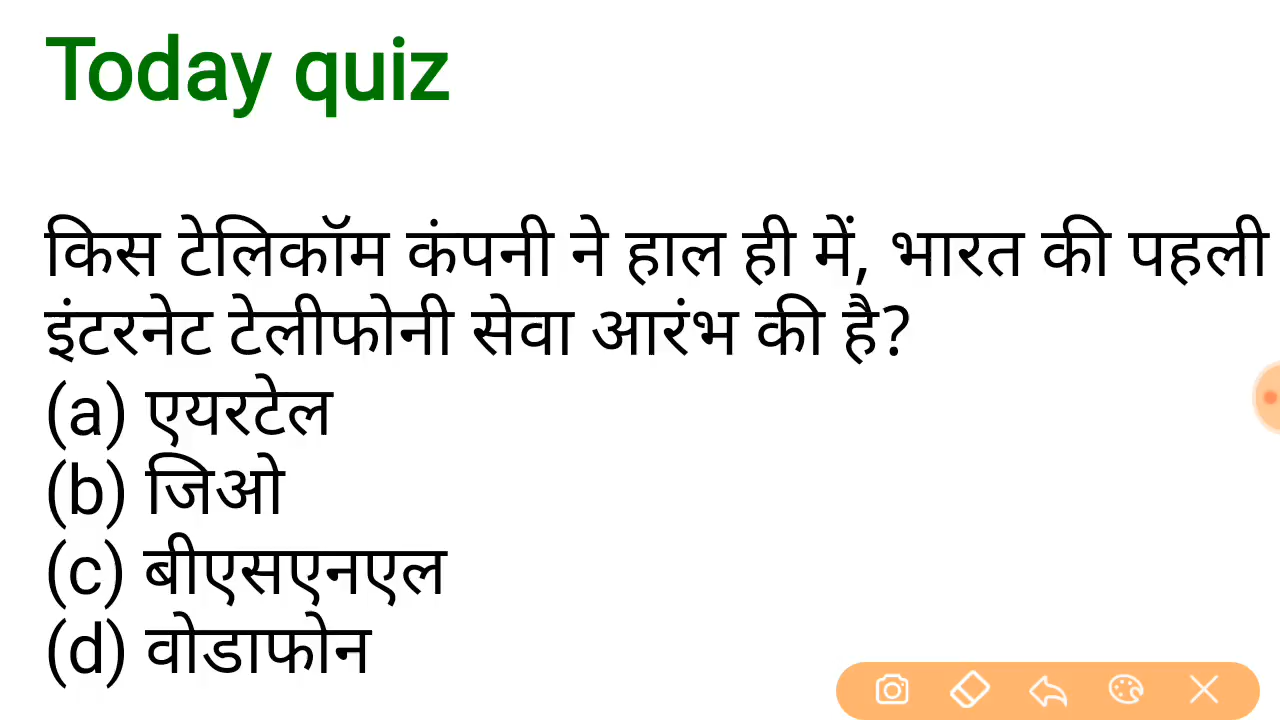 Today quiz
किस टेलिकॉम कंपनी ने हाल ही में, भारत की पहली
इंटरनेट टेलीफोनी सेवा आरंभ की है?
(a) एयरटेल
(b) जिओ
(c) बीएसएनएल
(d) वोडाफोन